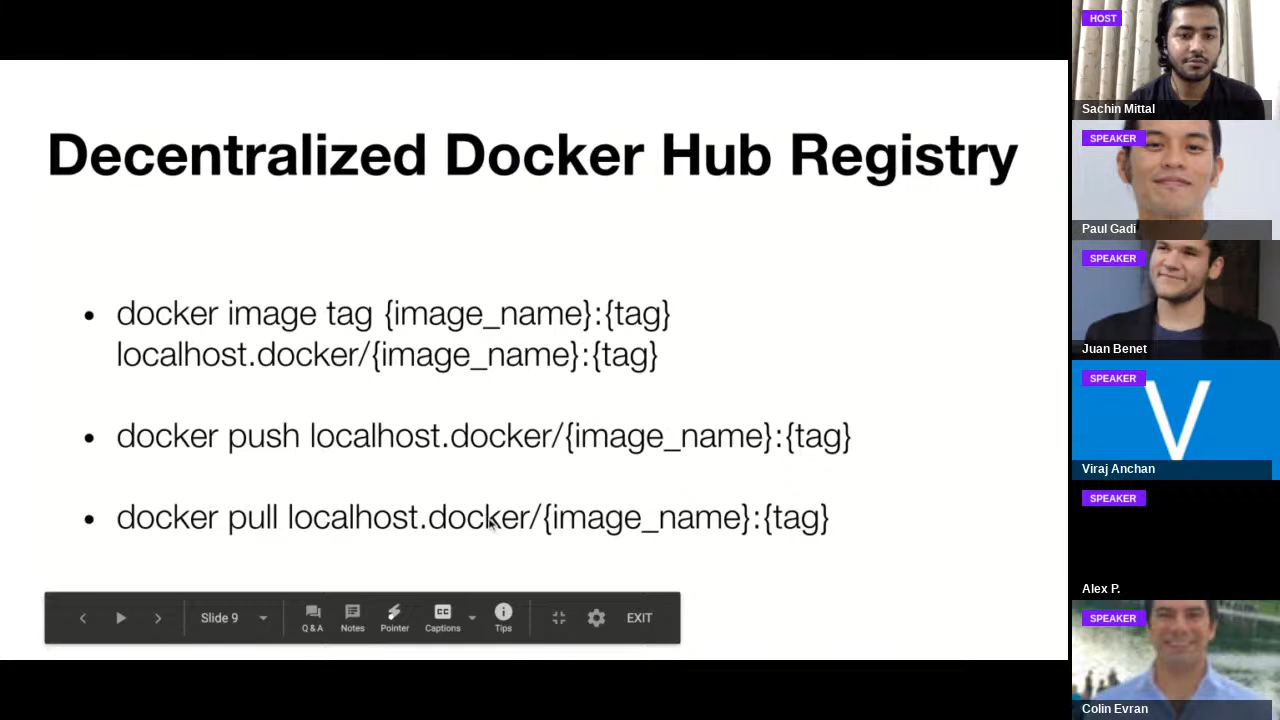 Decentralized Docker Hub Registry
• docker image tag {image_name}:{tag}
localhost.docker/{image_name}:{tag}
• docker push localhost.docker/{image_name}:{tag}
• docker pull localhost.docker/{image_name}:{tag}
Slide 9
Q & A
Notes
Pointer
CC
Captions
Tips
EXIT
HOST
Sachin Mittal
SPEAKER
Paul Gadi
SPEAKER
Juan Benet
SPEAKER
V
Viraj Anchan
SPEAKER
Alex P.
SPEAKER
Colin Evran